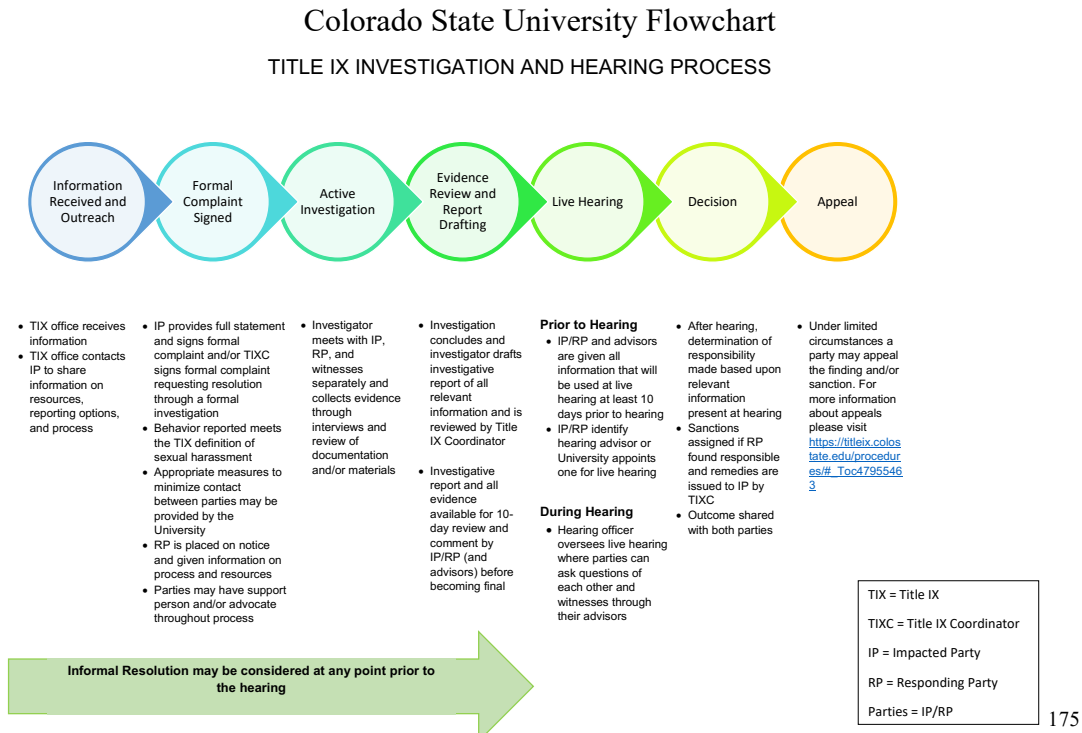 Colorado State University Flowchart
TITLE IX INVESTIGATION AND HEARING PROCESS
Information
Received and
Outreach
Formal
Complaint
Signed
Active
Investigation
Evidence
Review and
Report
Drafting
Live Hearing
Decision
Appeal
• TIX office receives
information
• TIX office contacts
IP to share
information on
resources,
reporting options,
and process
• IP provides full statement
and signs formal
complaint and/or TIXC
signs formal complaint
requesting resolution
through a formal
investigation
• Behavior reported meets
the TIX definition of
sexual harassment
• Appropriate measures to
minimize contact
between parties may be
provided by the
University
• RP is placed on notice
and given information on
process and resources
• Parties may have support
person and/or advocate
throughout process
• Investigator
meets with IP,
RP, and
witnesses
separately and
collects evidence
through
interviews and
review of
documentation
and/or materials
• Investigation
concludes and
investigator drafts
investigative
report of all
relevant
information and is
reviewed by Title
IX Coordinator
• Investigative
report and all
evidence
available for 10-
day review and
comment by
IP/RP (and
advisors) before
becoming final
Prior to Hearing
• IP/RP and advisors
are given all
information that will
be used at live
hearing at least 10
days prior to hearing
• IP/RP identify
hearing advisor or
University appoints
one for live hearing
During Hearing
• Hearing officer
oversees live hearing
where parties can
ask questions of
each other and
witnesses through
their advisors
• After hearing,
determination of
responsibility
made based upon
relevant
information
present at hearing
• Sanctions
assigned if RP
found responsible
and remedies are
issued to IP by
TIXC
• Outcome shared
with both parties
• Under limited
circumstances a
party may appeal
the finding and/or
sanction. For
more information
about appeals
please visit
https://titleix.colos
tate.edu/procedur
es/#_Toc4795546
3
Informal Resolution may be considered at any point prior to
the hearing
TIX = Title IX
TIXC = Title IX Coordinator
IP = Impacted Party
RP = Responding Party
Parties = IP/RP
175